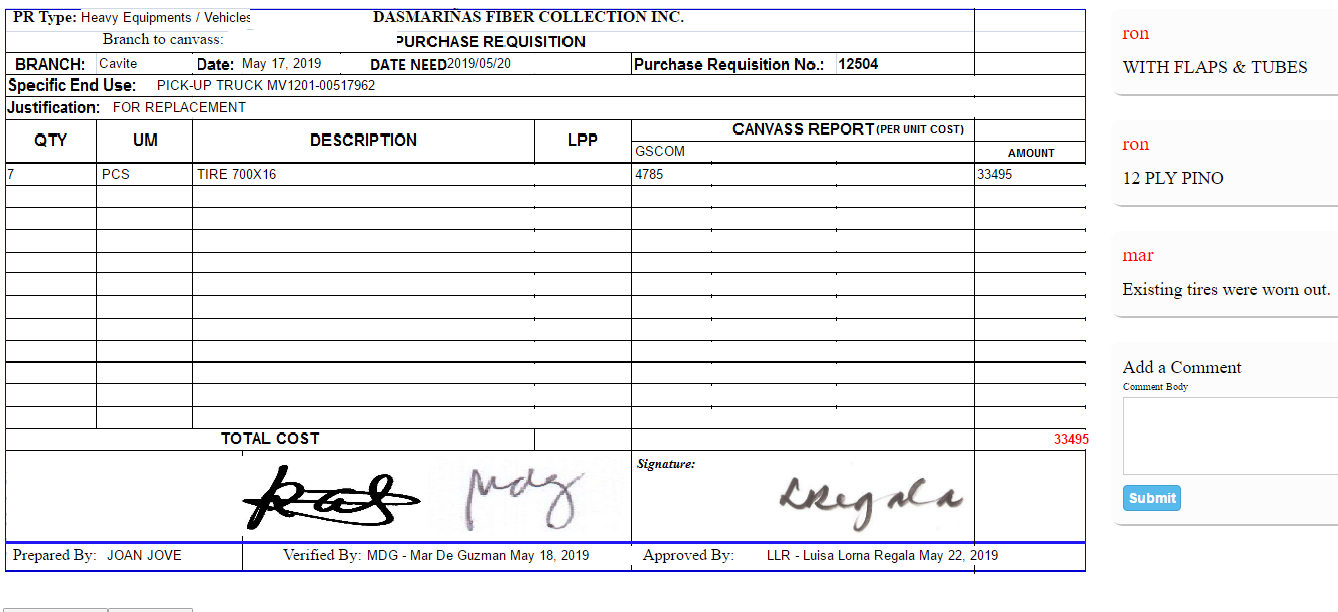 PR Type: Heavy Equipments / Vehicles DASMARIÑAS FIBER COLLECTION INC.
Branch to canvass: PURCHASE REQUISITION
BRANCH: Cavite Date: May 17, 2019 DATE NEED 2019/05/20 Purchase Requisition No.: 12504
Specific End Use: PICK-UP TRUCK MV1201-00517962
Justification: FOR REPLACEMENT
QTY UM DESCRIPTION LPP CANVASS REPORT (PER UNIT COST)
GSCOM AMOUNT
7 PCS TIRE 700X16 4785 33495
TOTAL COST 33495
Signature:
MDG LRegala
Prepared By: JOAN JOVE Verified By: MDG - Mar De Guzman May 18, 2019 Approved By: LLR - Luisa Lorna Regala May 22, 2019
ron
WITH FLAPS & TUBES
ron
12 PLY PINO
mar
Existing tires were worn out.
Add a Comment
Comment Body
Submit